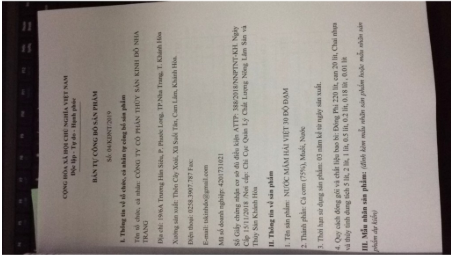 CỘNG HÒA XÃ HỘI CHỦ NGHĨA VIỆT NAM
Độc lập - Tự do - Hạnh phúc
BẢN TỰ CÔNG BỐ SẢN PHẨM
Số: 04/KDNT/2019
I. Thông tin về tổ chức, cá nhân tự công bố sản phẩm
Tên tổ chức, cá nhân: CÔNG TY CỔ PHẦN THỦY SẢN KINH ĐÔ NHA
TRANG
Địa chỉ: 189A Trương Hán Siêu, P. Phước Long, TP.Nha Trang, T. Khánh Hòa
Xưởng sản xuất: Thôn Cây Xoài, Xã Suối Tân, Cam Lâm, Khánh Hòa.
Điện thoại: 0258.3907.787 Fax:
E-mail: tskinhdo@gmail.com
Mã số doanh nghiệp: 4201731021
Số Giấy chứng nhận cơ sở đủ điều kiện ATTP: 388/2018/NNPTNT-KH. Ngày
Cấp 15/11/2018 /Nơi cấp: Chi Cục Quản Lý Chất Lượng Nông Lâm Sản và
Thủy Sản Khánh Hòa
II. Thông tin về sản phẩm
1. Tên sản phẩm: NƯỚC MẮM HẢI VIỆT 30 ĐỘ ĐẠM
2. Thành phần: Cá cơm (75%), Muối, Nước
3. Thời hạn sử dụng sản phẩm: 03 năm kể từ ngày sản xuất.
4. Quy cách đóng gói và chất liệu bao bì: Đóng Phi 220 lít, can 20 lít, Chai nhựa
và thủy tinh dung tích 5 lít, 2 lít, 1 lít, 0.5 lít, 0.2 lít, 0.18 lít , 0.01 lít
III. Mẫu nhãn sản phẩm: (đính kèm mẫu nhãn sản phẩm hoặc mẫu nhãn sản
phẩm dự kiến)